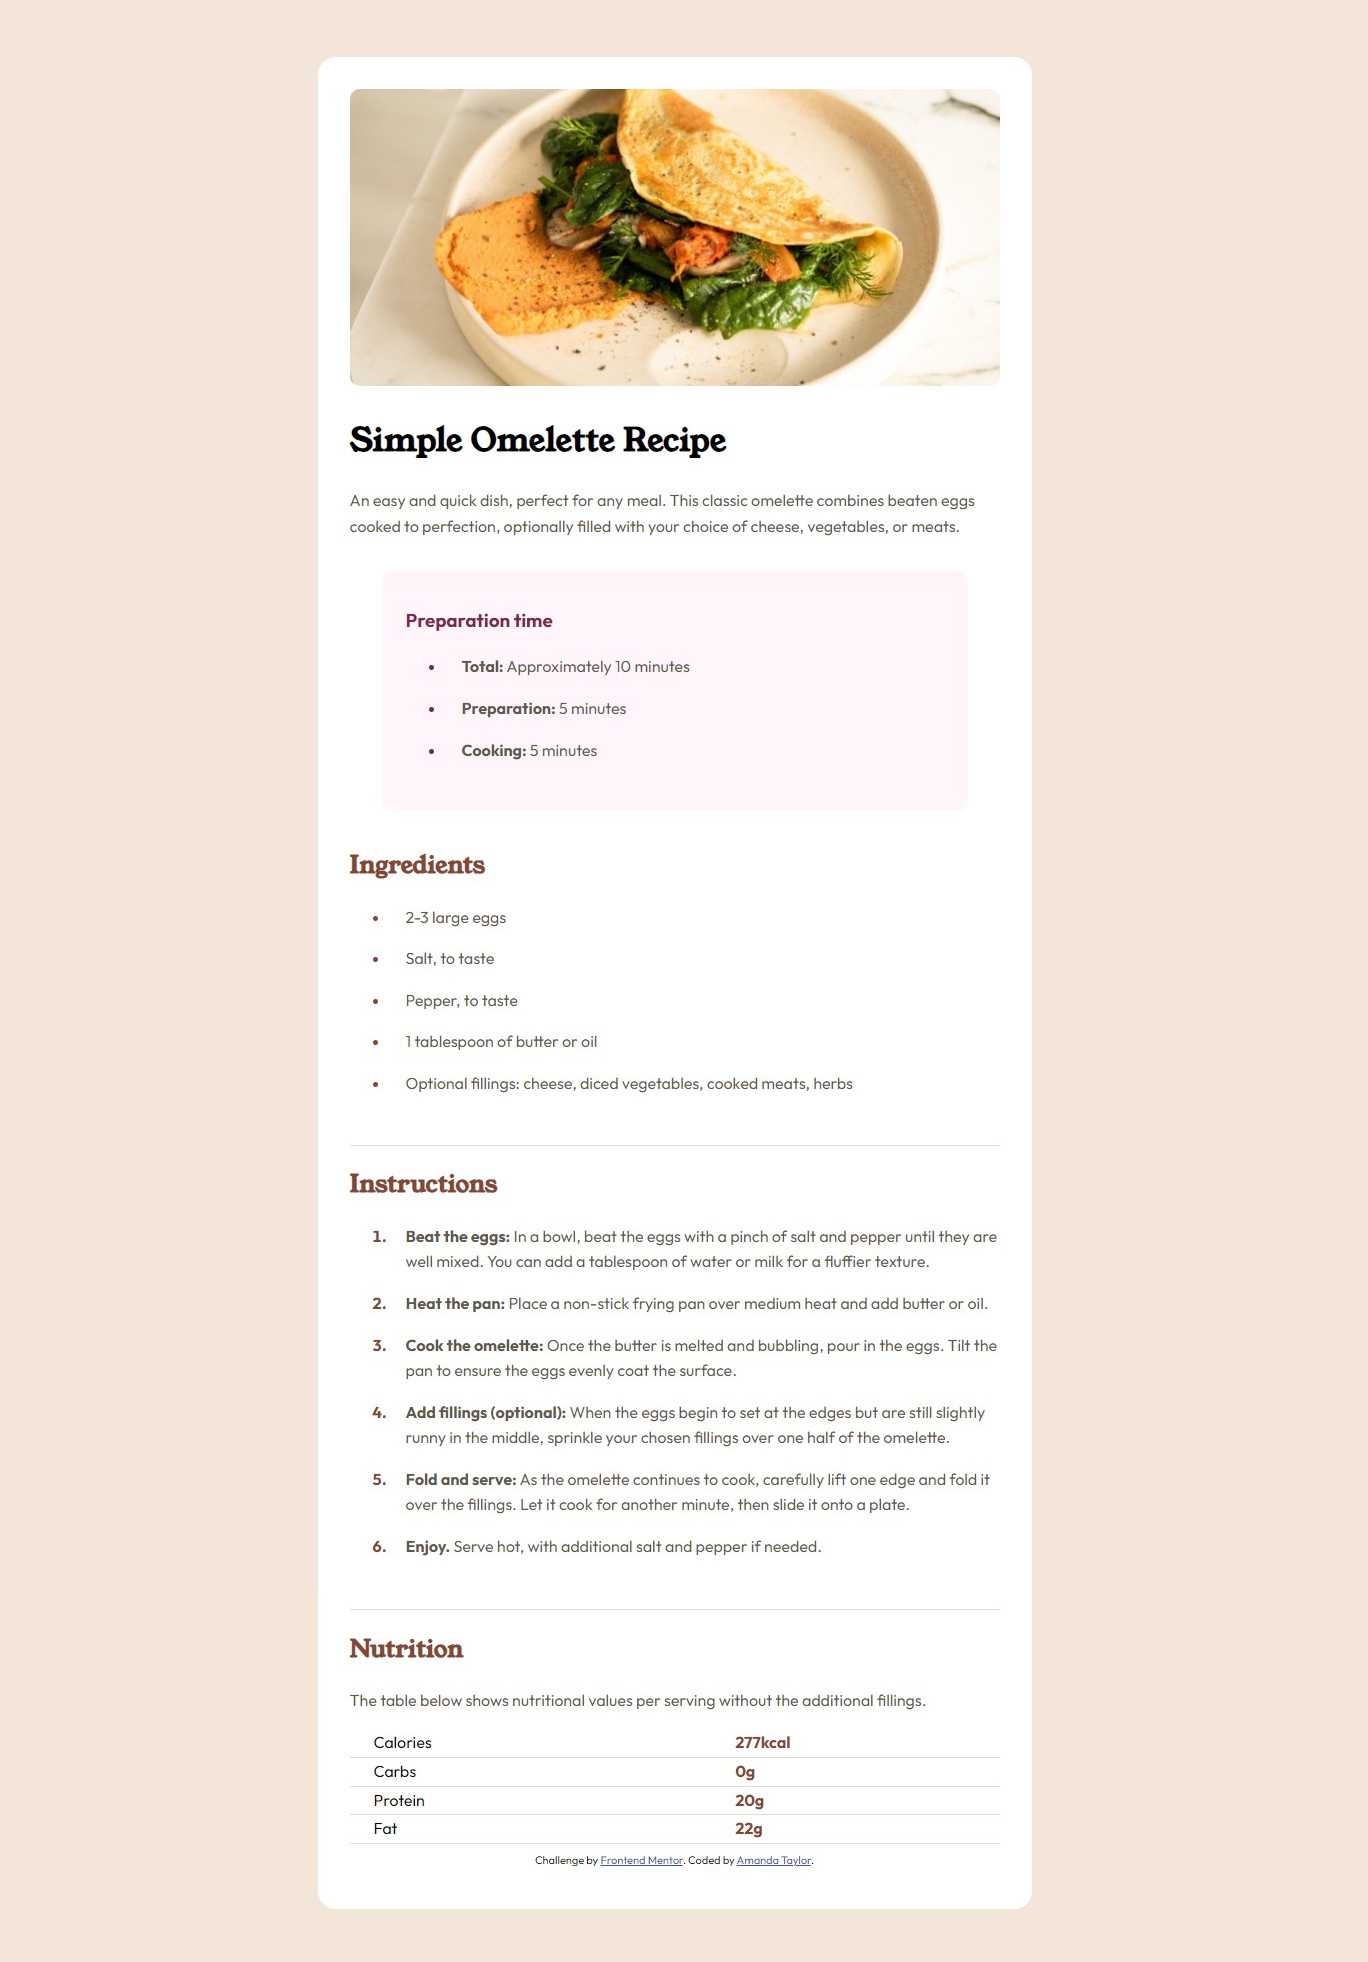 Simple Omelette Recipe
An easy and quick dish, perfect for any meal. This classic omelette combines beaten eggs
cooked to perfection, optionally filled with your choice of cheese, vegetables, or meats.
Preparation time
• Total: Approximately 10 minutes
• Preparation: 5 minutes
• Cooking: 5 minutes
Ingredients
• 2-3 large eggs
• Salt, to taste
• Pepper, to taste
• 1 tablespoon of butter or oil
• Optional fillings: cheese, diced vegetables, cooked meats, herbs
Instructions
1. Beat the eggs: In a bowl, beat the eggs with a pinch of salt and pepper until they are
well mixed. You can add a tablespoon of water or milk for a fluffier texture.
2. Heat the pan: Place a non-stick frying pan over medium heat and add butter or oil.
3. Cook the omelette: Once the butter is melted and bubbling, pour in the eggs. Tilt the
pan to ensure the eggs evenly coat the surface.
4. Add fillings (optional): When the eggs begin to set at the edges but are still slightly
runny in the middle, sprinkle your chosen fillings over one half of the omelette.
5. Fold and serve: As the omelette continues to cook, carefully lift one edge and fold it
over the fillings. Let it cook for another minute, then slide it onto a plate.
6. Enjoy. Serve hot, with additional salt and pepper if needed.
Nutrition
The table below shows nutritional values per serving without the additional fillings.
Calories 277kcal
Carbs 0g
Protein 20g
Fat 22g
Challenge by Frontend Mentor. Coded by Amanda Taylor.